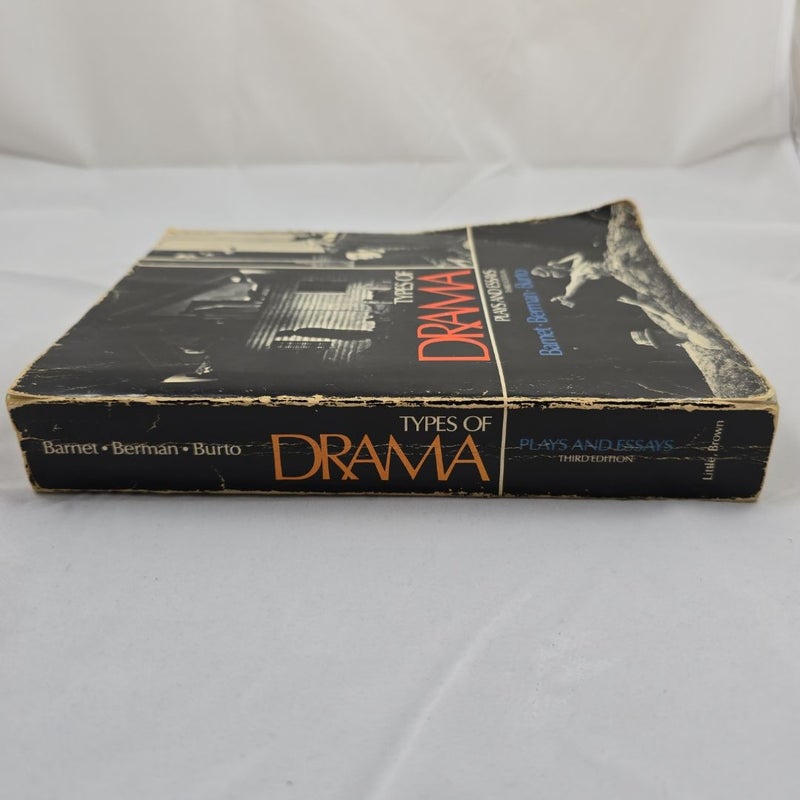 TYPES OF
DRAMA
PLAYS AND ESSAYS
Barnet • Berman • Burto
Barnet • Berman • Burto
TYPES OF
DRAMA
PLAYS AND ESSAYS
THIRD EDITION
Little, Brown